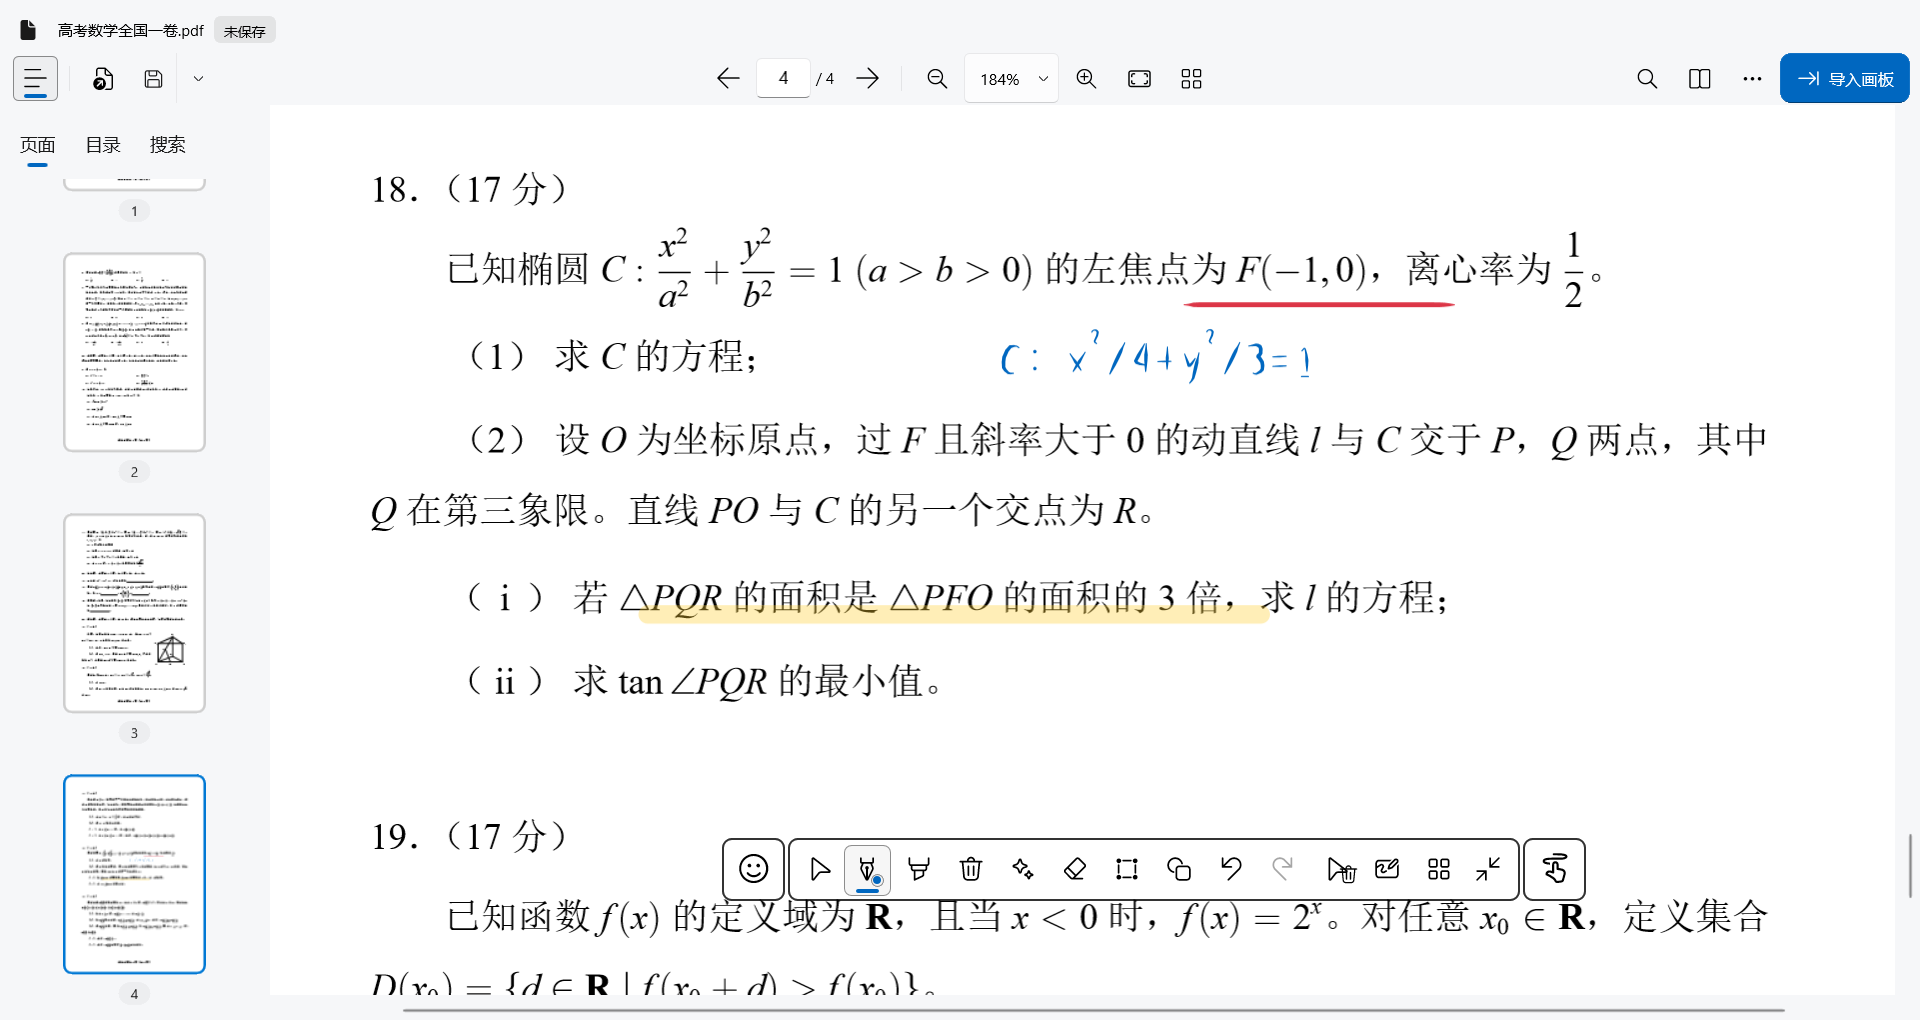 高考数学全国一卷.pdf 未保存
4 / 4 184% 导入画板
页面 目录 搜索
1
2
3
4
18.（17 分）
已知椭圆 C : x²/a² + y²/b² = 1 (a > b > 0) 的左焦点为 F(−1, 0)，离心率为 1/2。
（1） 求 C 的方程；
C: x²/4+y²/3=1
（2） 设 O 为坐标原点，过 F 且斜率大于 0 的动直线 l 与 C 交于 P，Q 两点，其中
Q 在第三象限。直线 PO 与 C 的另一个交点为 R。
（ i ） 若 △PQR 的面积是 △PFO 的面积的 3 倍，求 l 的方程；
（ ii ） 求 tan ∠PQR 的最小值。
19.（17 分）
已知函数 f(x) 的定义域为 R，且当 x < 0 时，f(x) = 2ˣ。对任意 x₀ ∈ R，定义集合
D(x₀) = {d ∈ R | f(x₀ + d) > f(x₀)}。